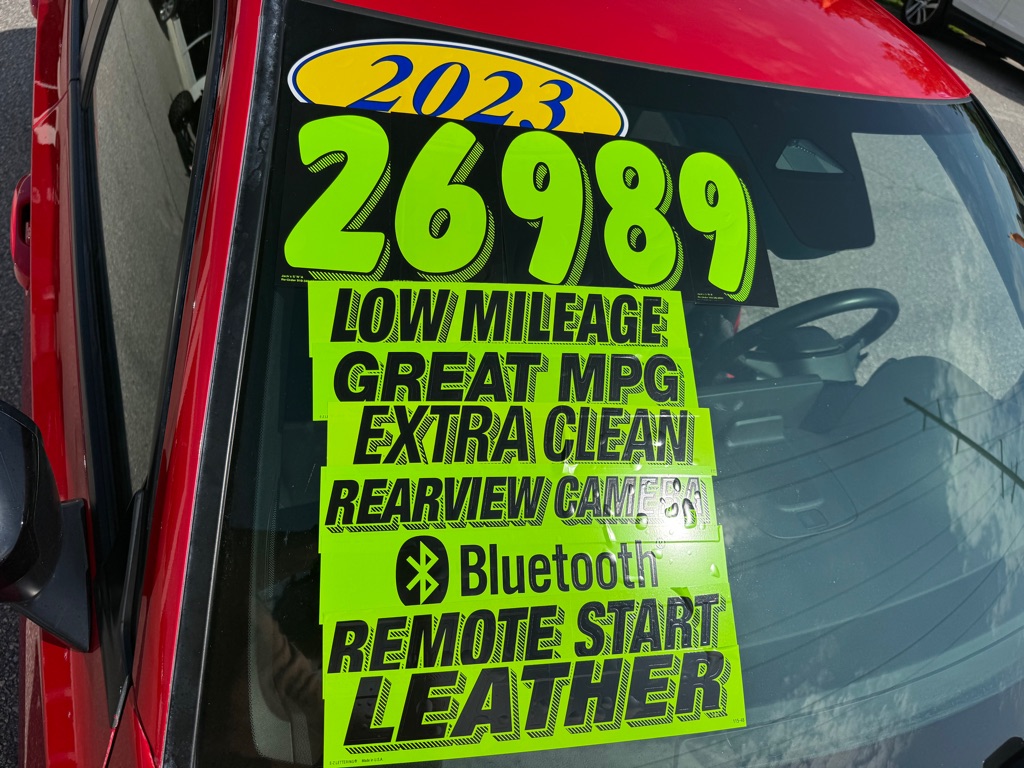 2023
26989
LOW MILEAGE
GREAT MPG
EXTRA CLEAN
REARVIEW CAMERA
Bluetooth
REMOTE START
LEATHER